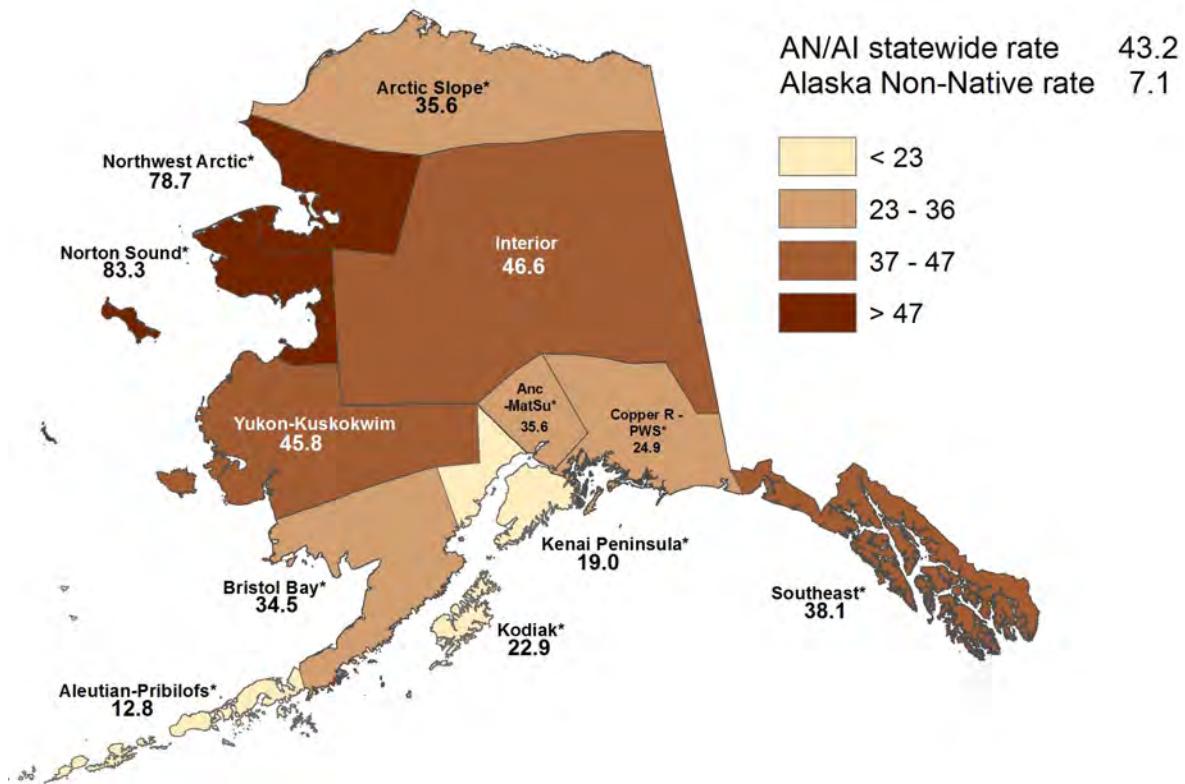 AN/AI statewide rate 43.2
Alaska Non-Native rate 7.1
< 23
23 - 36
37 - 47
> 47
Arctic Slope*
35.6
Northwest Arctic*
78.7
Norton Sound*
83.3
Interior
46.6
Anc
-MatSu*
35.6
Copper R -
PWS*
24.9
Yukon-Kuskokwim
45.8
Kenai Peninsula*
19.0
Bristol Bay*
34.5
Southeast*
38.1
Kodiak*
22.9
Aleutian-Pribilofs*
12.8